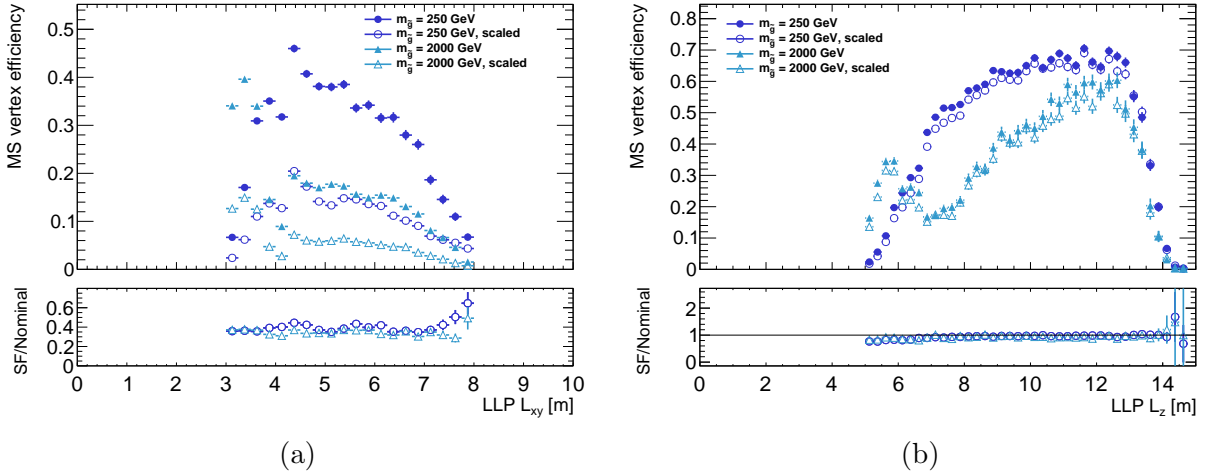 MS vertex efficiency
0.5
0.4
0.3
0.2
0.1
0
m_g̃ = 250 GeV
m_g̃ = 250 GeV, scaled
m_g̃ = 2000 GeV
m_g̃ = 2000 GeV, scaled
SF/Nominal
0.6
0.4
0.2
0
0 1 2 3 4 5 6 7 8 9 10
LLP L_xy [m]
(a)
MS vertex efficiency
0.8
0.7
0.6
0.5
0.4
0.3
0.2
0.1
0
m_g̃ = 250 GeV
m_g̃ = 250 GeV, scaled
m_g̃ = 2000 GeV
m_g̃ = 2000 GeV, scaled
SF/Nominal
2
1
0
0 2 4 6 8 10 12 14
LLP L_z [m]
(b)